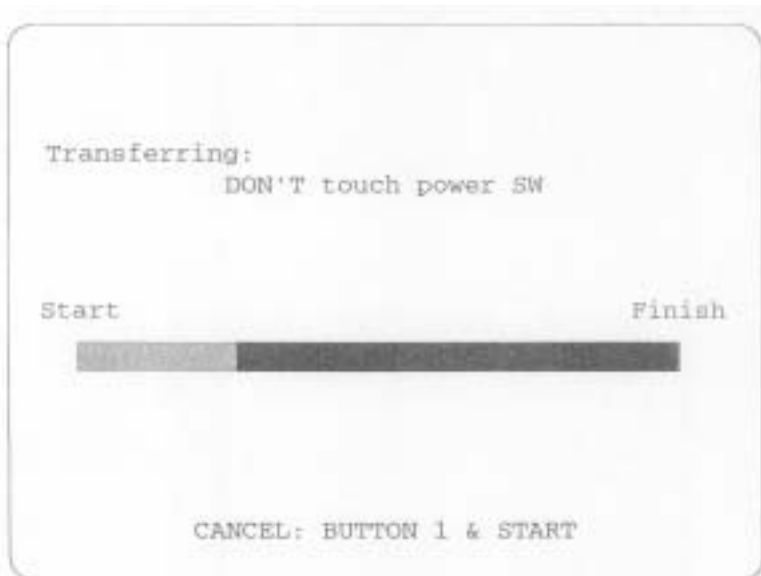 Transferring:
DON'T touch power SW
Start
Finish
CANCEL: BUTTON 1 & START